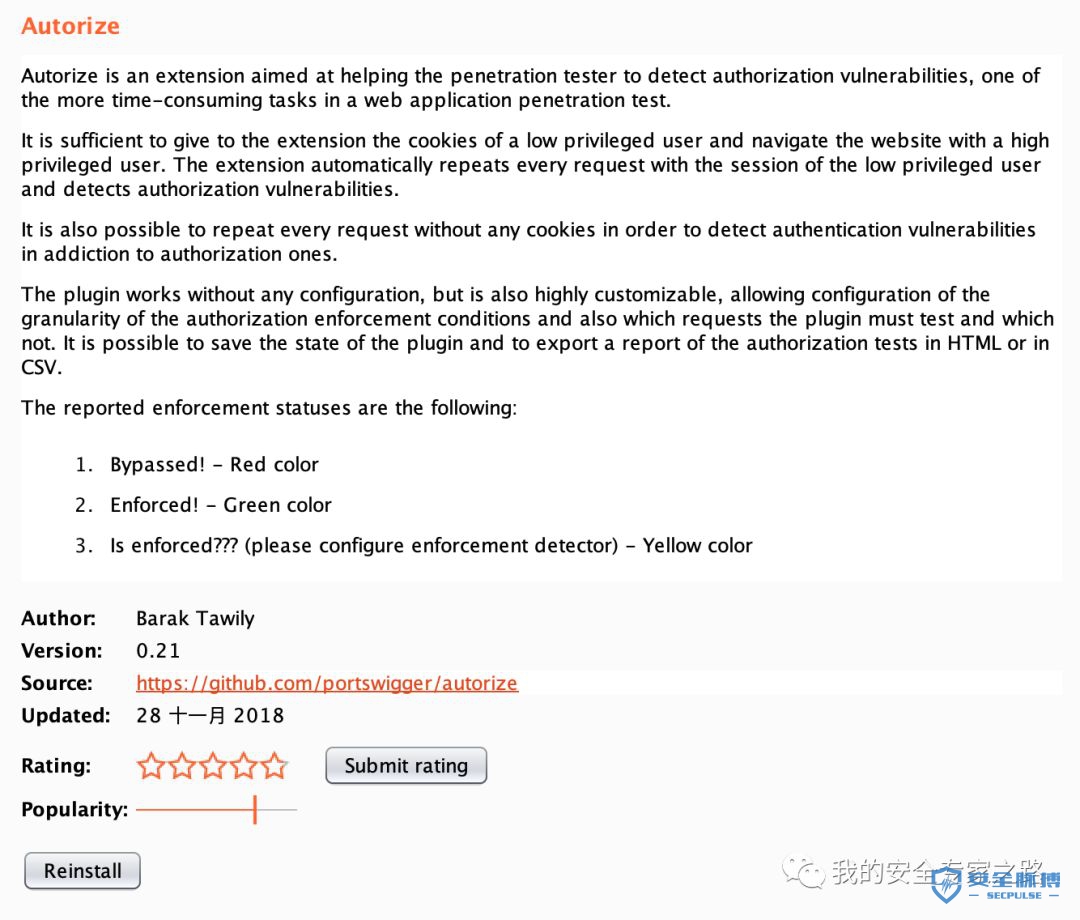 Autorize
Autorize is an extension aimed at helping the penetration tester to detect authorization vulnerabilities, one of
the more time-consuming tasks in a web application penetration test.
It is sufficient to give to the extension the cookies of a low privileged user and navigate the website with a high
privileged user. The extension automatically repeats every request with the session of the low privileged user
and detects authorization vulnerabilities.
It is also possible to repeat every request without any cookies in order to detect authentication vulnerabilities
in addiction to authorization ones.
The plugin works without any configuration, but is also highly customizable, allowing configuration of the
granularity of the authorization enforcement conditions and also which requests the plugin must test and which
not. It is possible to save the state of the plugin and to export a report of the authorization tests in HTML or in
CSV.
The reported enforcement statuses are the following:
1. Bypassed! - Red color
2. Enforced! - Green color
3. Is enforced??? (please configure enforcement detector) - Yellow color
Author: Barak Tawily
Version: 0.21
Source: https://github.com/portswigger/autorize
Updated: 28 十一月 2018
Rating: Submit rating
Popularity:
Reinstall
我的安全专家之路
安全脉搏
SECPULSE